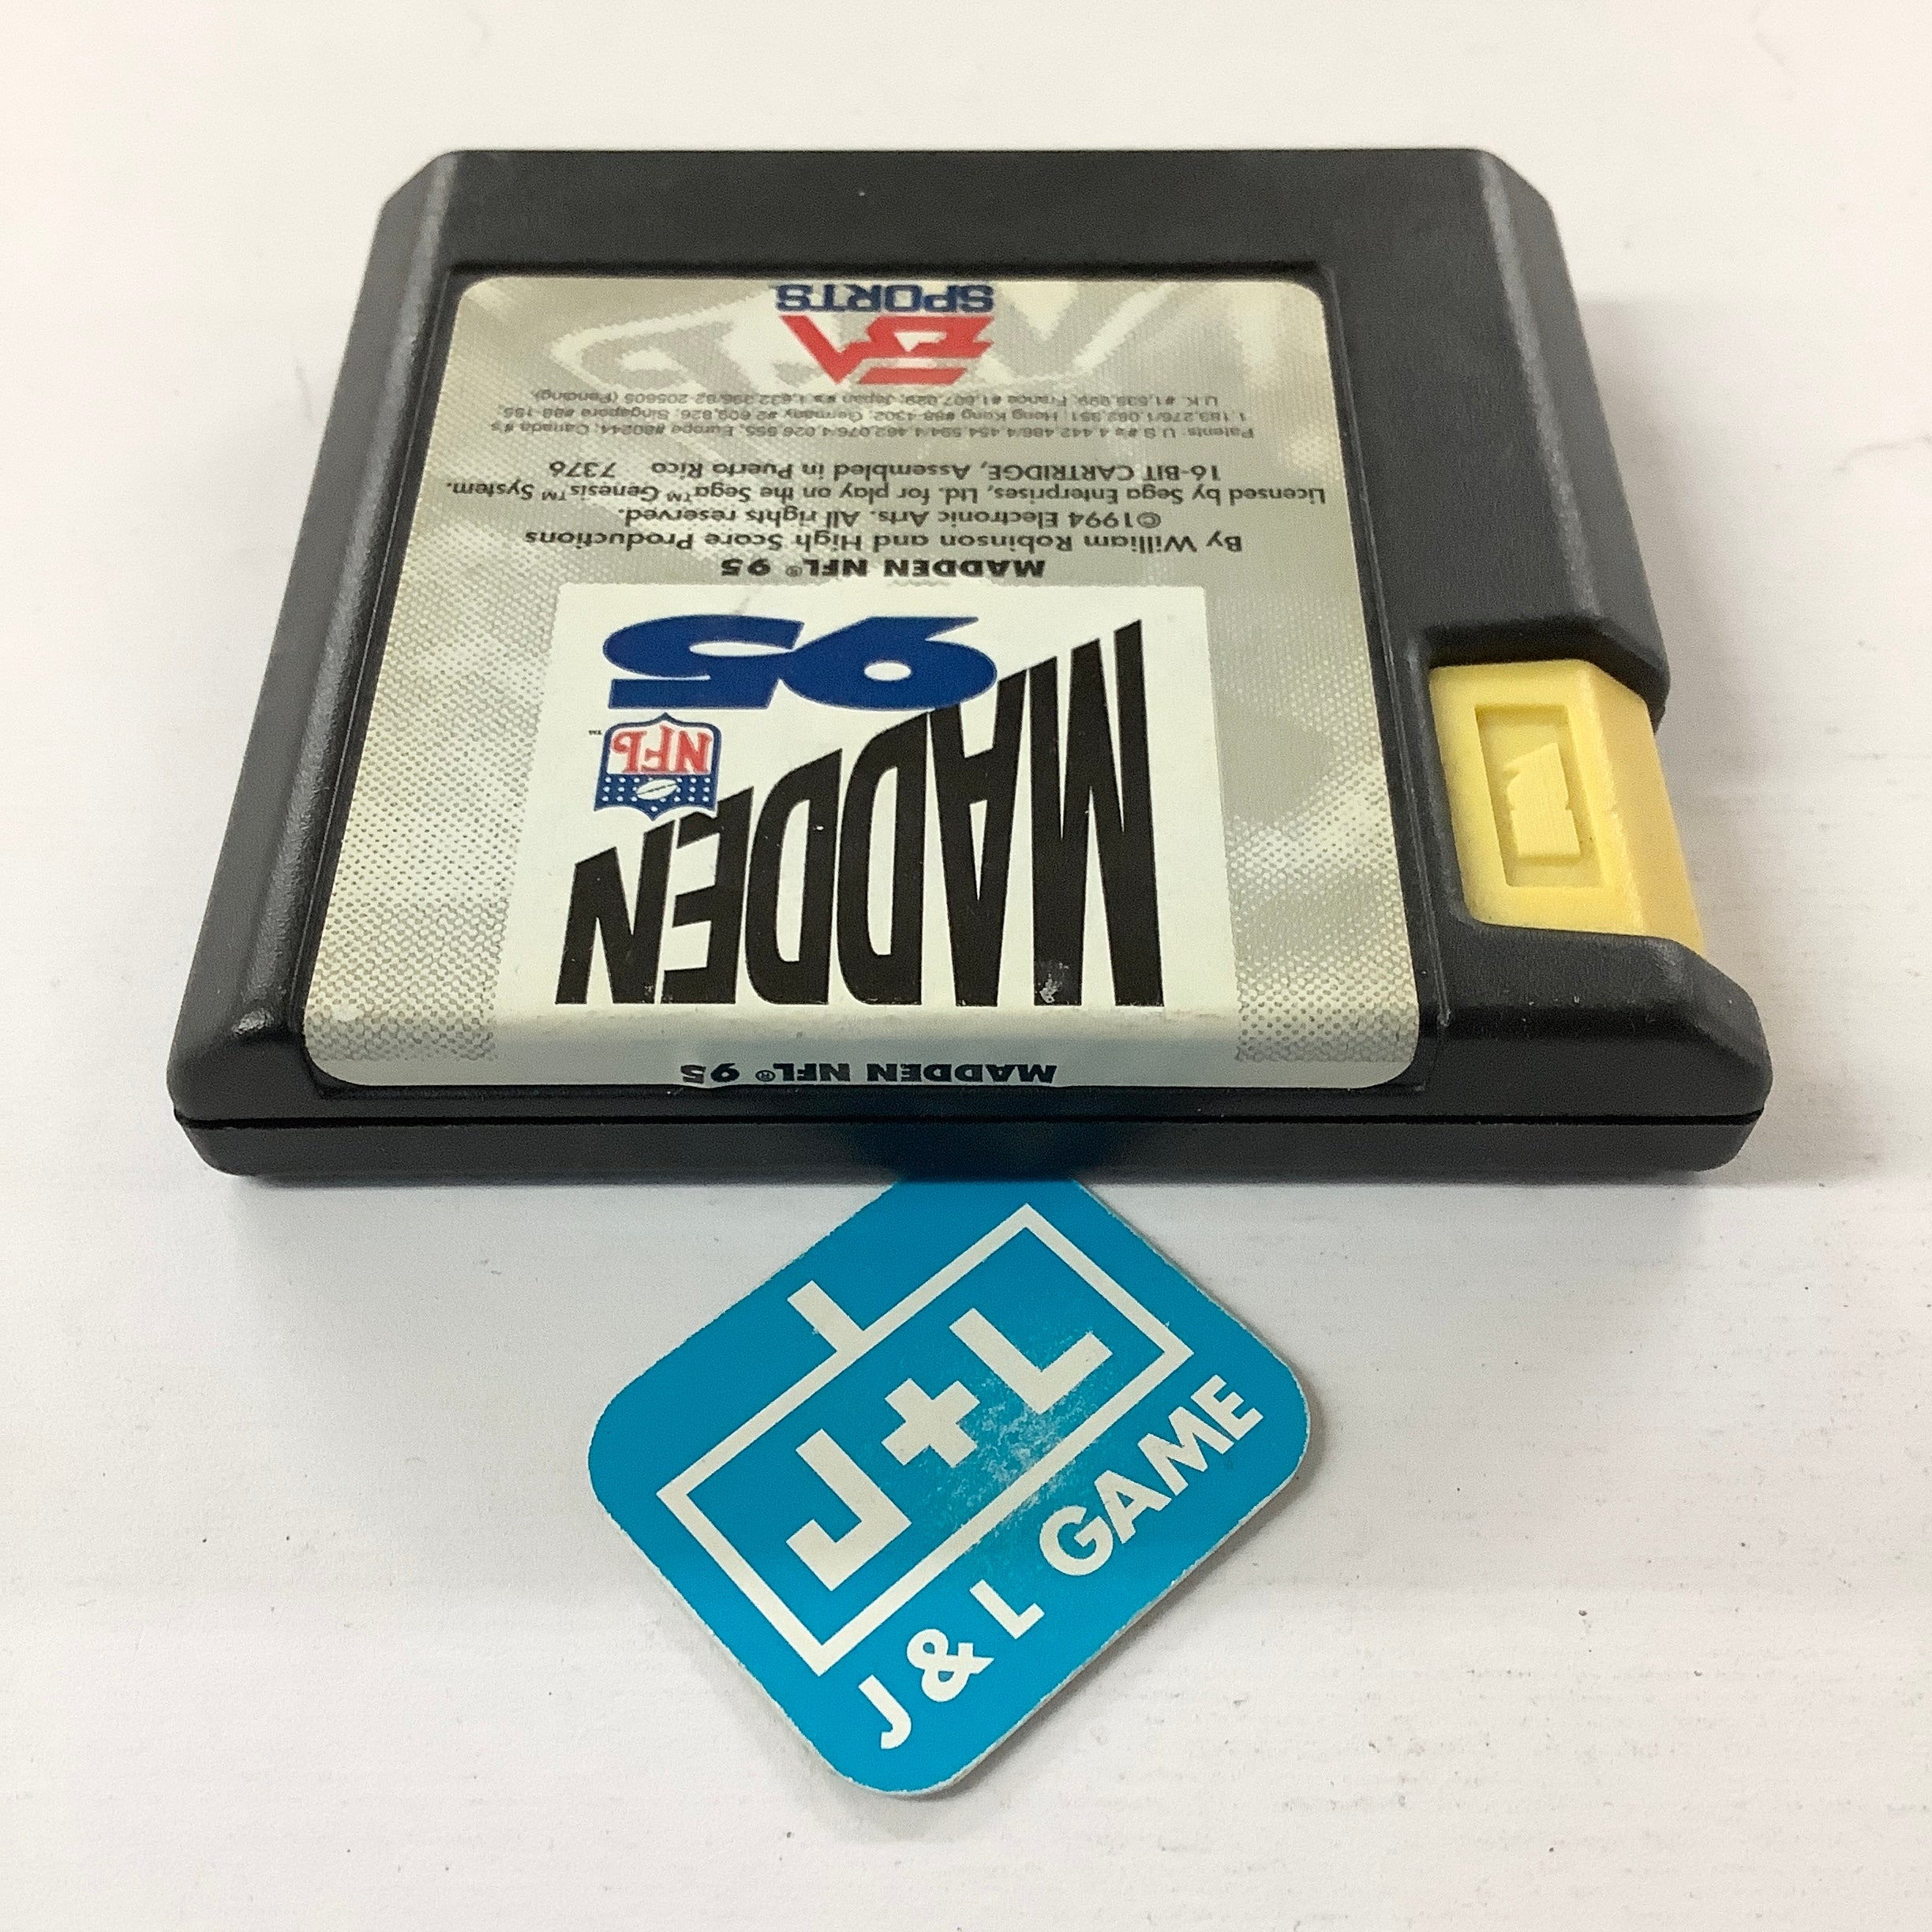 MADDEN NFL® 95
MADDEN
NFL™
95
MADDEN NFL® 95
By William Robinson and High Score Productions
©1994 Electronic Arts. All rights reserved.
Licensed by Sega Enterprises, Ltd. for play on the Sega™ Genesis™ System.
16-BIT CARTRIDGE, Assembled in Puerto Rico 7376
Patents: U.S #'s 4,442,486/4,454,594/4,462,076/4,026,555; Europe #80244; Canada #'s
1,183,276/1,082,351; Hong Kong #88-4302; Germany #2,609,826; Singapore #88-155;
U.K. #1,535,999; France #1,607,029; Japan #'s 1,632,396/82-205605 (Pending).
EA
SPORTS™
J+L
J & L GAME